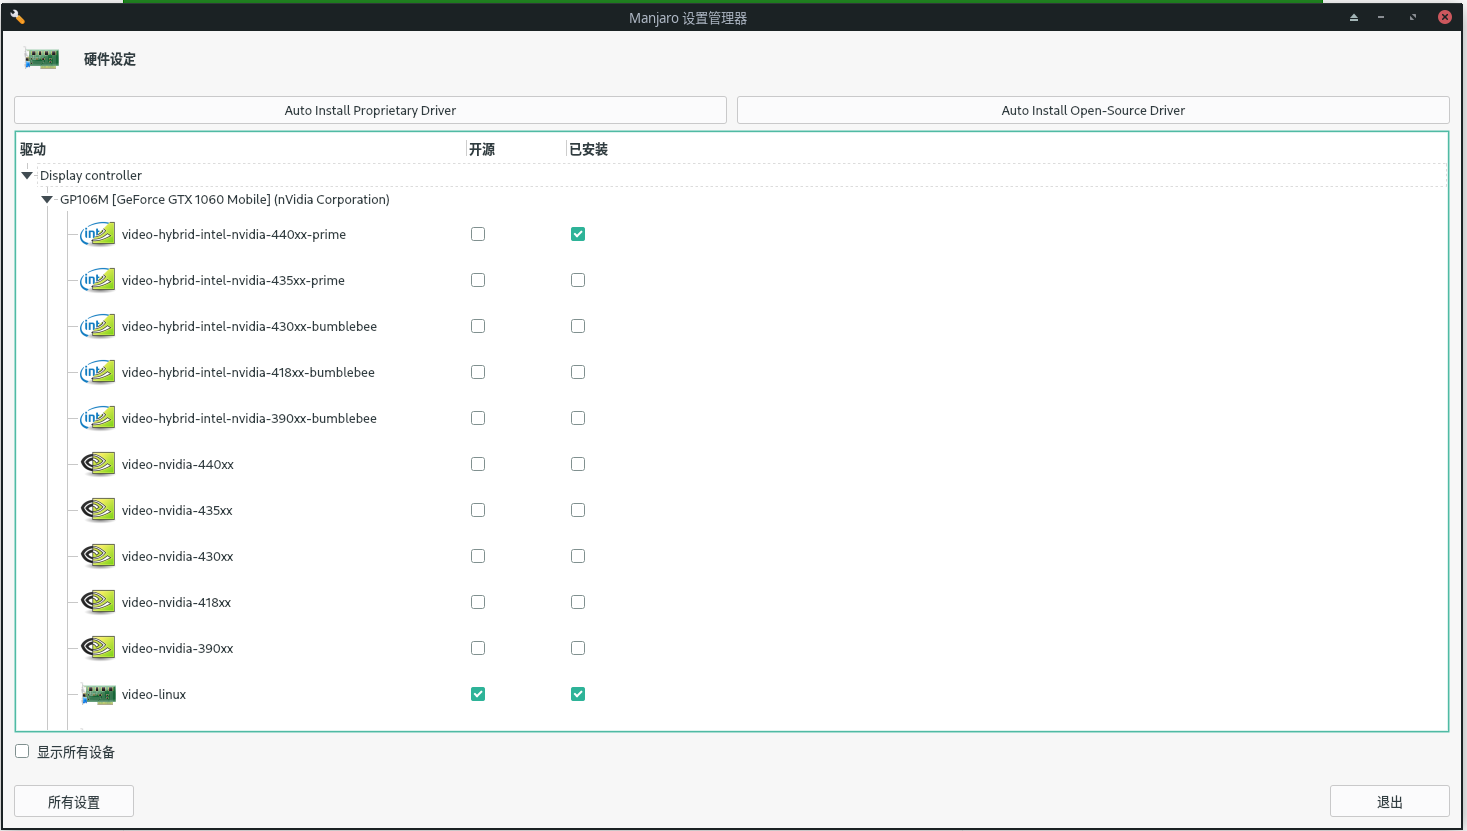 Manjaro 设置管理器
硬件设定
Auto Install Proprietary Driver
Auto Install Open-Source Driver
驱动 开源 已安装
Display controller
GP106M [GeForce GTX 1060 Mobile] (nVidia Corporation)
video-hybrid-intel-nvidia-440xx-prime
video-hybrid-intel-nvidia-435xx-prime
video-hybrid-intel-nvidia-430xx-bumblebee
video-hybrid-intel-nvidia-418xx-bumblebee
video-hybrid-intel-nvidia-390xx-bumblebee
video-nvidia-440xx
video-nvidia-435xx
video-nvidia-430xx
video-nvidia-418xx
video-nvidia-390xx
video-linux
显示所有设备
所有设置
退出